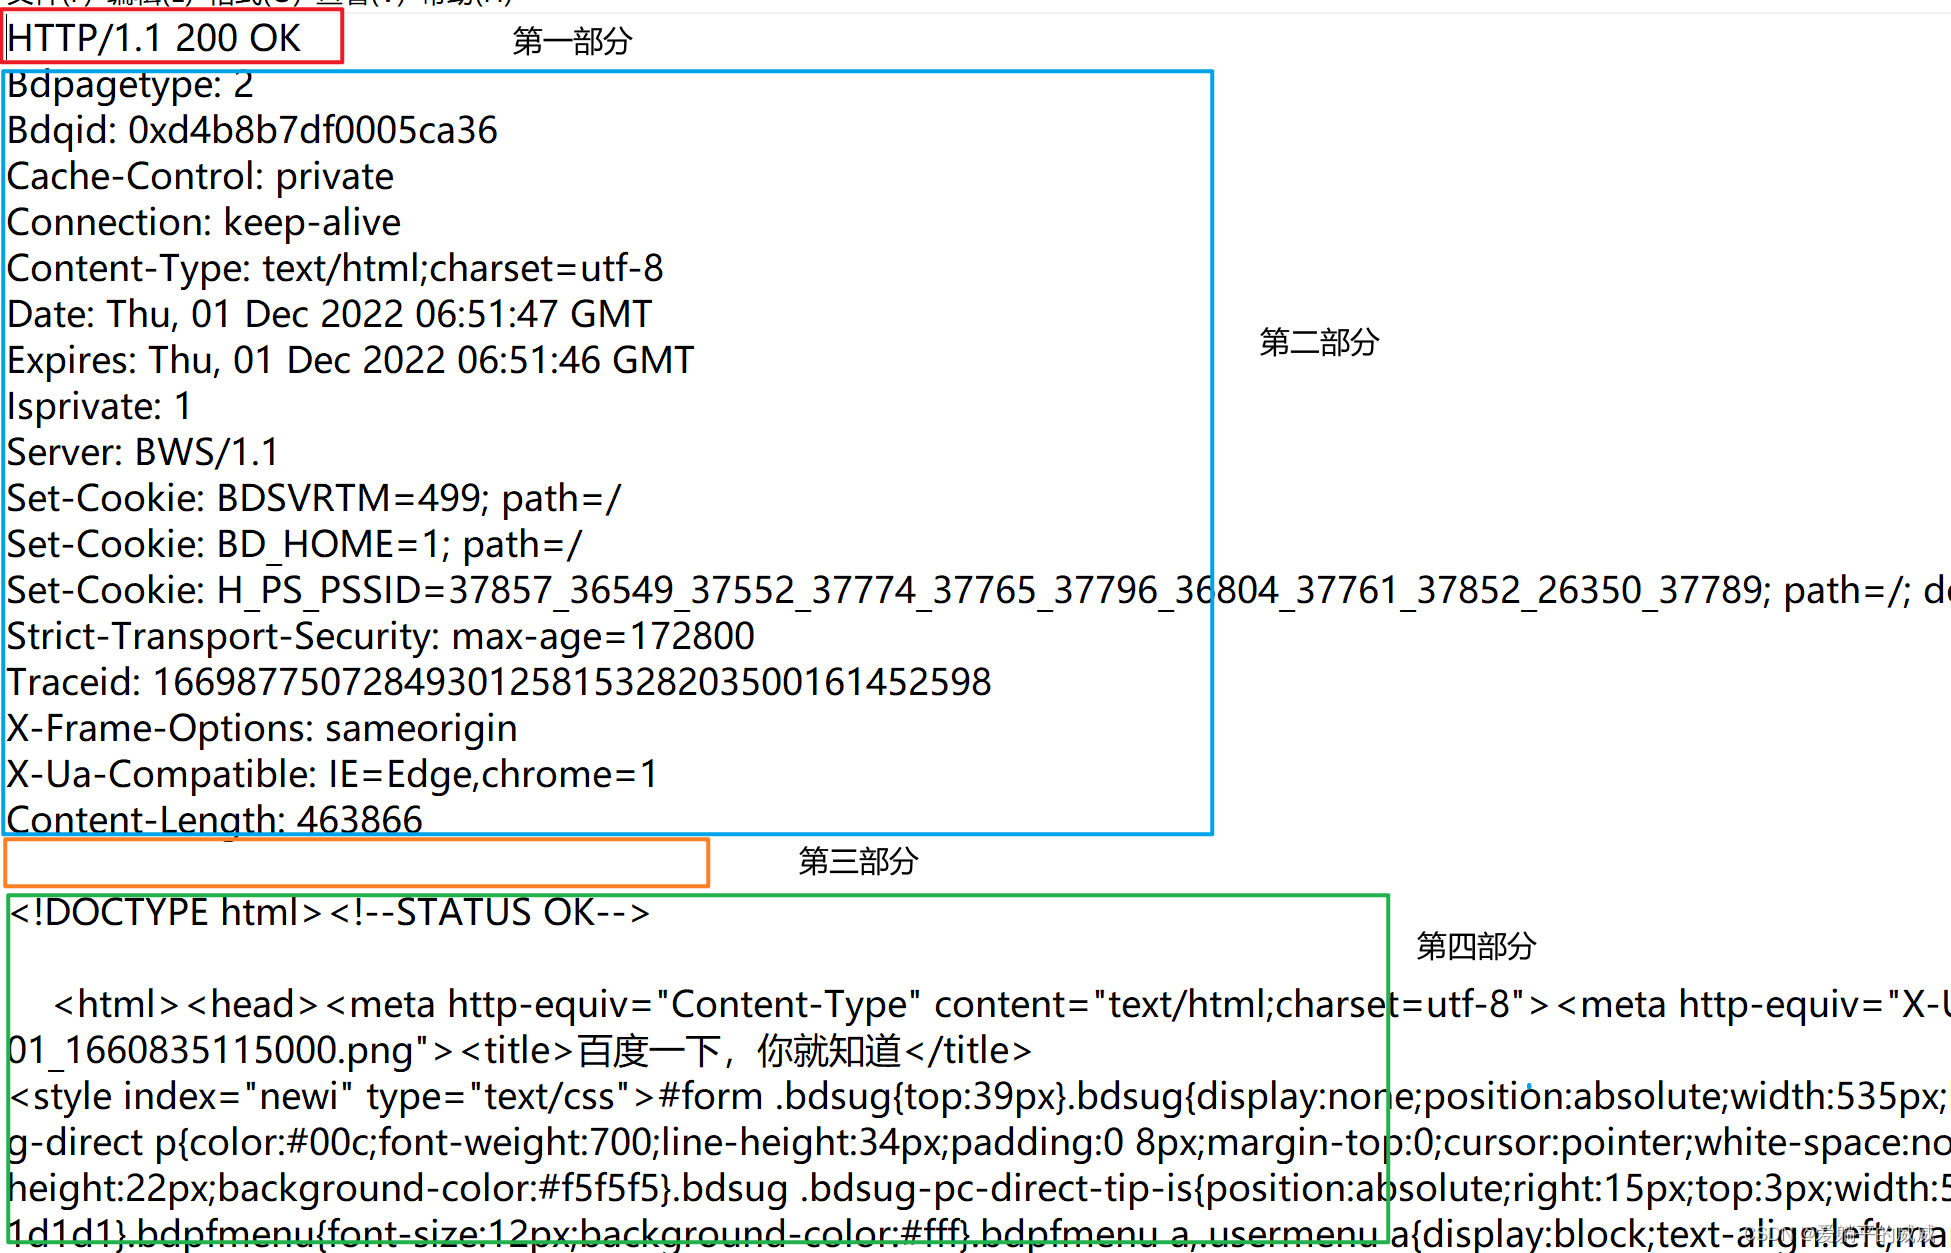 HTTP/1.1 200 OK
第一部分
Bdpagetype: 2
Bdqid: 0xd4b8b7df0005ca36
Cache-Control: private
Connection: keep-alive
Content-Type: text/html;charset=utf-8
Date: Thu, 01 Dec 2022 06:51:47 GMT
第二部分
Expires: Thu, 01 Dec 2022 06:51:46 GMT
Isprivate: 1
Server: BWS/1.1
Set-Cookie: BDSVRTM=499; path=/
Set-Cookie: BD_HOME=1; path=/
Set-Cookie: H_PS_PSSID=37857_36549_37552_37774_37765_37796_36804_37761_37852_26350_37789; path=/;
Strict-Transport-Security: max-age=172800
Traceid: 1669877507284930125815328203500161452598
X-Frame-Options: sameorigin
X-Ua-Compatible: IE=Edge,chrome=1
Content-Length: 463866
第三部分
<!DOCTYPE html><!--STATUS OK-->
第四部分
<html><head><meta http-equiv="Content-Type" content="text/html;charset=utf-8"><meta http-equiv="X-U
01_1660835115000.png"><title>百度一下，你就知道</title>
<style index="newi" type="text/css">#form .bdsug{top:39px}.bdsug{display:none;position:absolute;width:535px;
g-direct p{color:#00c;font-weight:700;line-height:34px;padding:0 8px;margin-top:0;cursor:pointer;white-space:no
height:22px;background-color:#f5f5f5}.bdsug .bdsug-pc-direct-tip-is{position:absolute;right:15px;top:3px;width:5
1d1d1}.bdpfmenu{font-size:12px;background-color:#fff}.bdpfmenu a,.usermenu a{display:block;text-align:left;ma
CSDN @爱躺平的威威